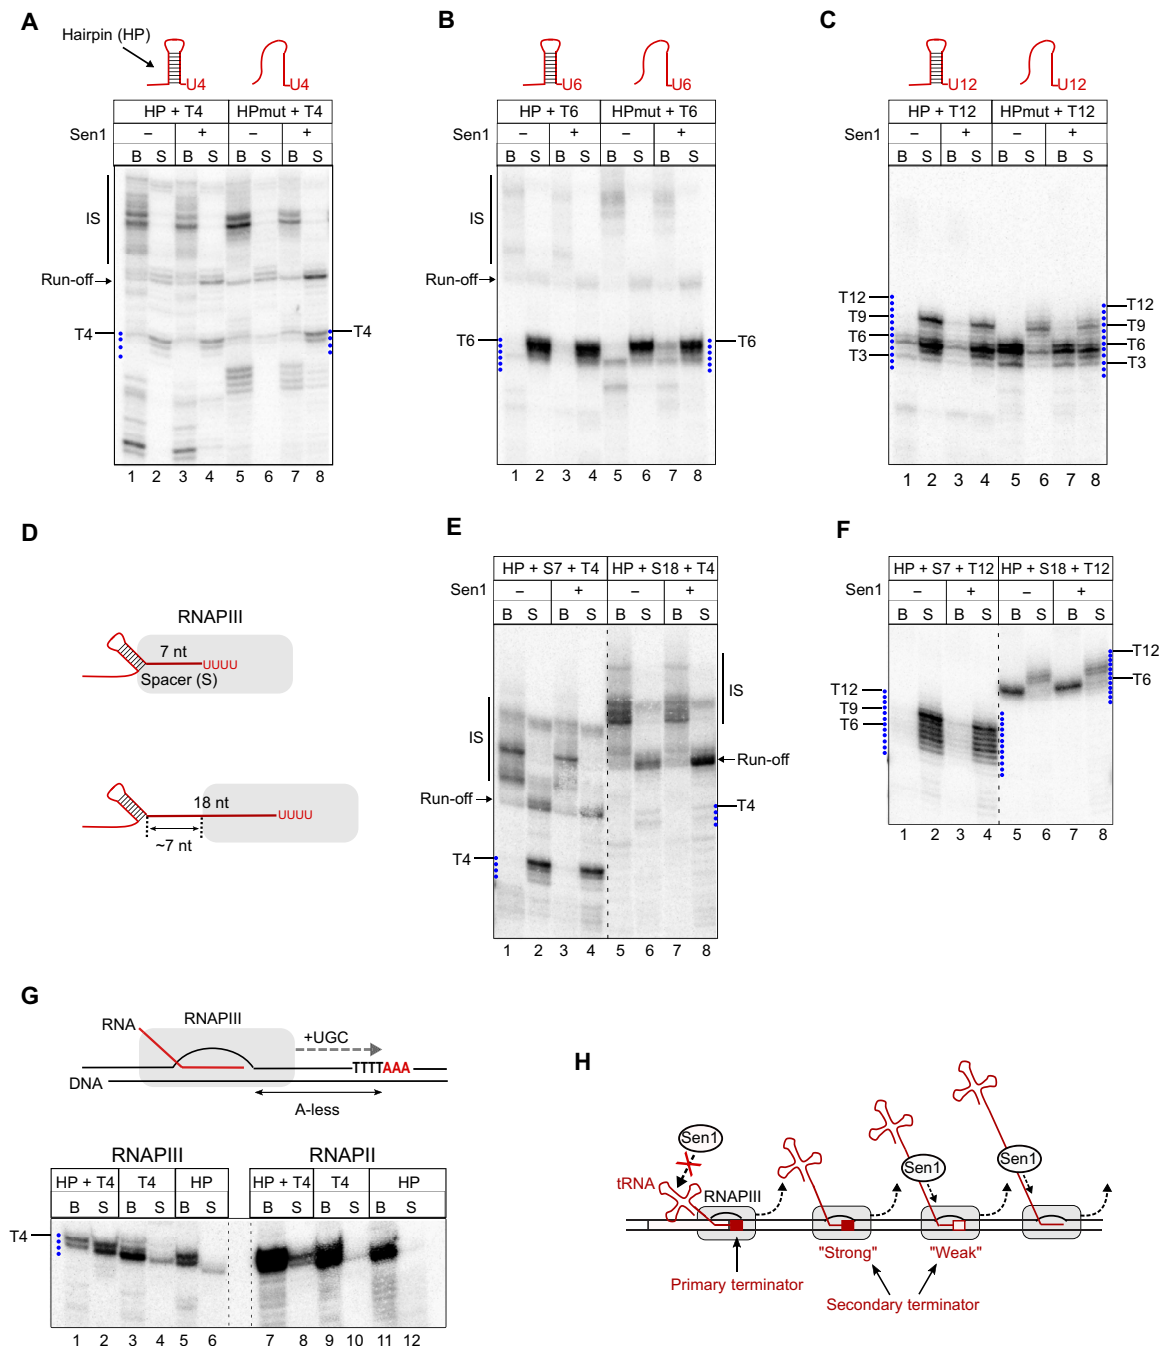 A
Hairpin (HP)
U4
U4
HP + T4
HPmut + T4
Sen1
–
+
–
+
B S B S B S B S
IS
Run-off
T4
T4
1 2 3 4 5 6 7 8
B
U6
U6
HP + T6
HPmut + T6
Sen1
–
+
–
+
B S B S B S B S
IS
Run-off
T6
T6
1 2 3 4 5 6 7 8
C
U12
U12
HP + T12
HPmut + T12
Sen1
–
+
–
+
B S B S B S B S
T12
T9
T6
T3
T12
T9
T6
T3
1 2 3 4 5 6 7 8
D
RNAPIII
7 nt
UUUU
Spacer (S)
18 nt
UUUU
~7 nt
E
HP + S7 + T4
HP + S18 + T4
Sen1
–
+
–
+
B S B S B S B S
IS
IS
Run-off
Run-off
T4
T4
1 2 3 4 5 6 7 8
F
HP + S7 + T12
HP + S18 + T12
Sen1
–
+
–
+
B S B S B S B S
T12
T9
T6
T12
T6
1 2 3 4 5 6 7 8
G
RNA
RNAPIII
+UGC
TTTTAAA
DNA
A-less
RNAPIII
RNAPII
HP + T4
T4
HP
HP + T4
T4
HP
B S B S B S B S B S B S
T4
1 2 3 4 5 6 7 8 9 10 11 12
H
Sen1
tRNA
RNAPIII
Sen1
Sen1
"Strong"
"Weak"
Primary terminator
Secondary terminator